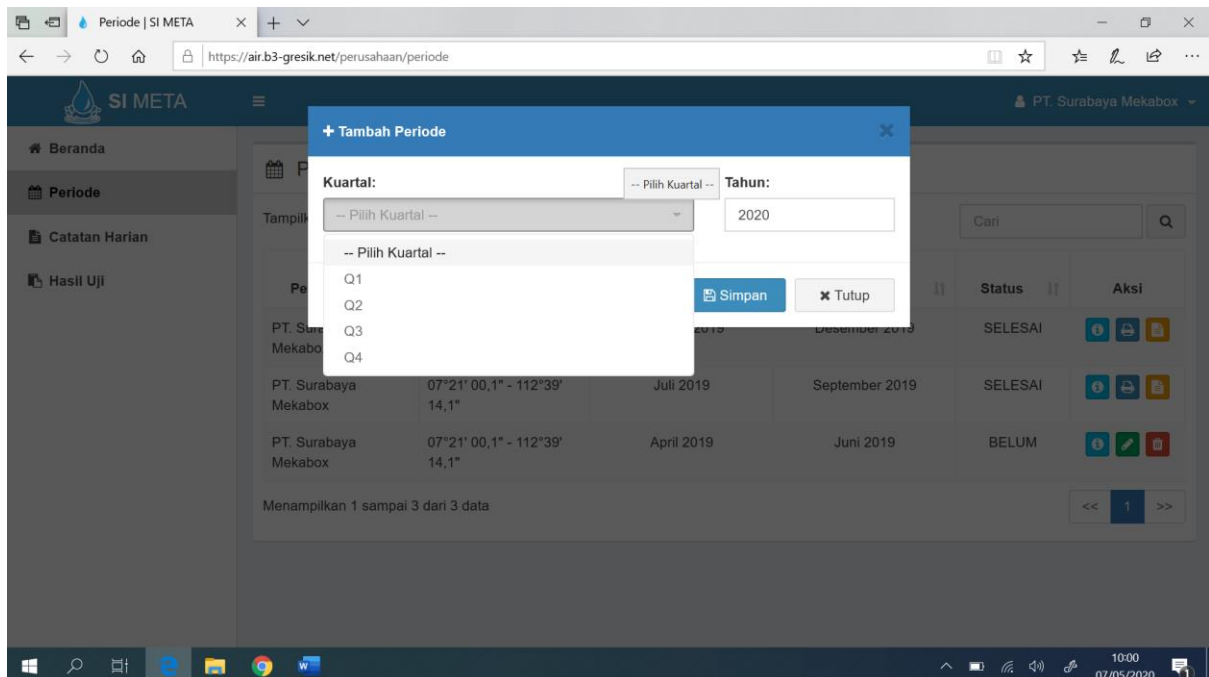 Periode | SI META
https://air.b3-gresik.net/perusahaan/periode
SI META
PT. Surabaya Mekabox
+ Tambah Periode
Beranda
Periode
Catatan Harian
Hasil Uji
Kuartal:
-- Pilih Kuartal --
Tahun:
-- Pilih Kuartal --
2020
Cari
-- Pilih Kuartal --
Q1
Q2
Q3
Q4
Simpan
Tutup
Status
Aksi
Desember 2019
SELESAI
PT. Surabaya Mekabox
07°21' 00,1" - 112°39' 14,1"
Juli 2019
September 2019
SELESAI
PT. Surabaya Mekabox
07°21' 00,1" - 112°39' 14,1"
April 2019
Juni 2019
BELUM
Menampilkan 1 sampai 3 dari 3 data
<<
1
>>
10:00
07/05/2020